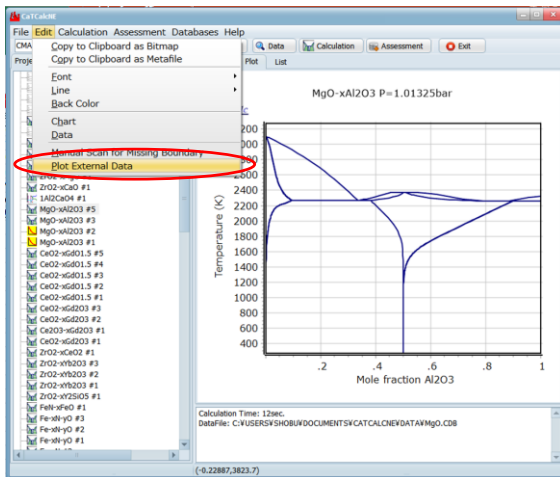 CaTCalcNE
File Edit Calculation Assessment Databases Help
CMA
Data Calculation Assessment Exit
Proje
Plot List
Copy to Clipboard as Bitmap
Copy to Clipboard as Metafile
Font
Line
Back Color
Chart
Data
Manual Scan for Missing Boundary
Plot External Data
ZrO2-xCaO #1
1Al2CaO4 #1
MgO-xAl2O3 #5
MgO-xAl2O3 #3
MgO-xAl2O3 #2
MgO-xAl2O3 #1
CeO2-xGdO1.5 #5
CeO2-xGdO1.5 #4
CeO2-xGdO1.5 #3
CeO2-xGdO1.5 #2
CeO2-xGdO1.5 #1
CeO2-xGd2O3 #3
CeO2-xGd2O3 #2
Ce2O3-xGd2O3 #1
CeO2-xGd2O3 #1
ZrO2-xCeO2 #1
ZrO2-xYb2O3 #3
ZrO2-xYb2O3 #2
ZrO2-xYb2O3 #1
ZrO2-xY2SiO5 #1
FeN-xFeO #1
Fe-xN-yO #3
Fe-xN-yO #2
Fe-xN-yO #1
MgO-xAl2O3 P=1.01325bar
Temperature (K)
2400
2200
2000
1800
1600
1400
1200
1000
800
600
400
.2 .4 .6 .8 1
Mole fraction Al2O3
Calculation Time: 12sec.
DataFile: C:¥USERS¥SHOBU¥DOCUMENTS¥CATCALCNE¥DATA¥MgO.CDB
(-0.22887,3823.7)